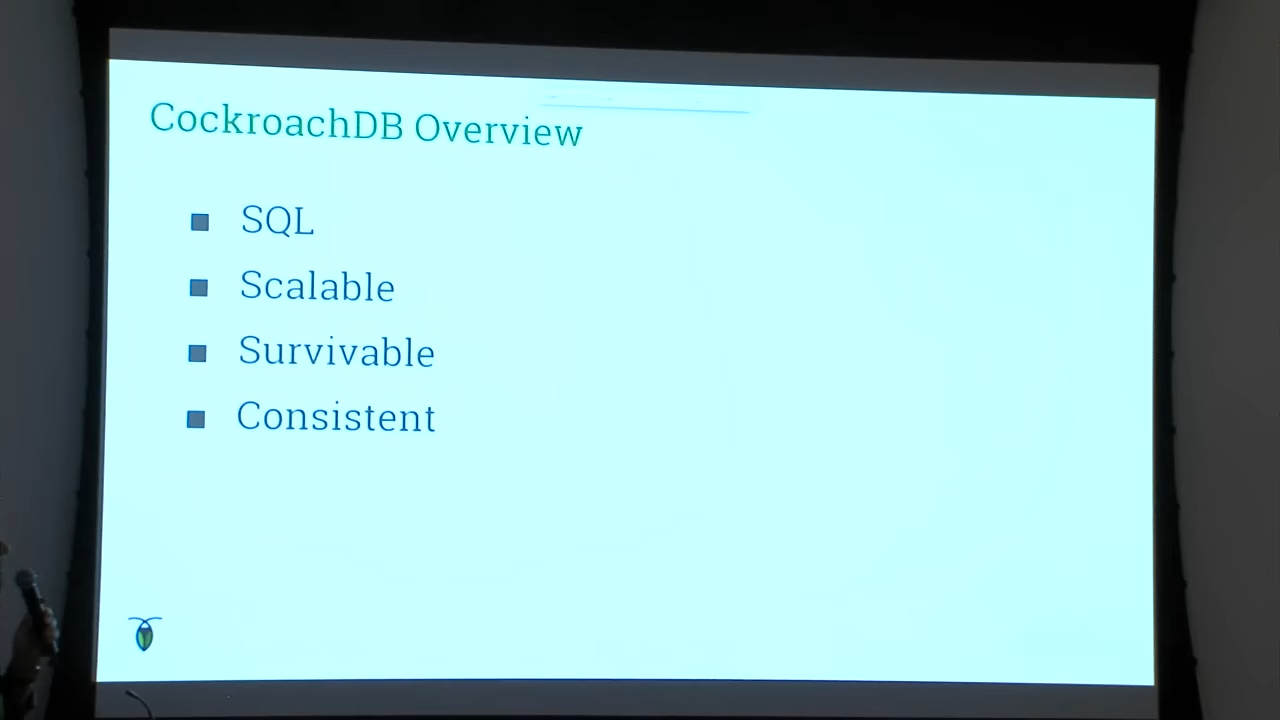 CockroachDB Overview
SQL
Scalable
Survivable
Consistent